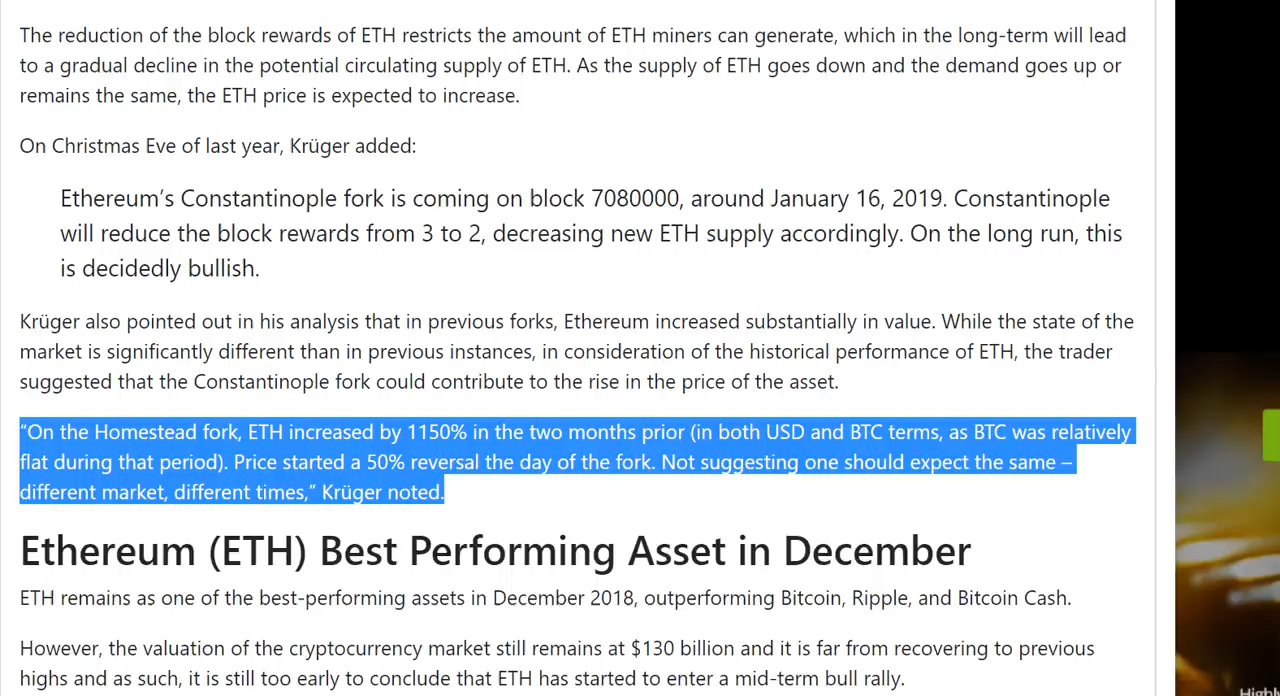 The reduction of the block rewards of ETH restricts the amount of ETH miners can generate, which in the long-term will lead
to a gradual decline in the potential circulating supply of ETH. As the supply of ETH goes down and the demand goes up or
remains the same, the ETH price is expected to increase.
On Christmas Eve of last year, Krüger added:
Ethereum’s Constantinople fork is coming on block 7080000, around January 16, 2019. Constantinople
will reduce the block rewards from 3 to 2, decreasing new ETH supply accordingly. On the long run, this
is decidedly bullish.
Krüger also pointed out in his analysis that in previous forks, Ethereum increased substantially in value. While the state of the
market is significantly different than in previous instances, in consideration of the historical performance of ETH, the trader
suggested that the Constantinople fork could contribute to the rise in the price of the asset.
“On the Homestead fork, ETH increased by 1150% in the two months prior (in both USD and BTC terms, as BTC was relatively
flat during that period). Price started a 50% reversal the day of the fork. Not suggesting one should expect the same –
different market, different times,” Krüger noted.
Ethereum (ETH) Best Performing Asset in December
ETH remains as one of the best-performing assets in December 2018, outperforming Bitcoin, Ripple, and Bitcoin Cash.
However, the valuation of the cryptocurrency market still remains at $130 billion and it is far from recovering to previous
highs and as such, it is still too early to conclude that ETH has started to enter a mid-term bull rally.